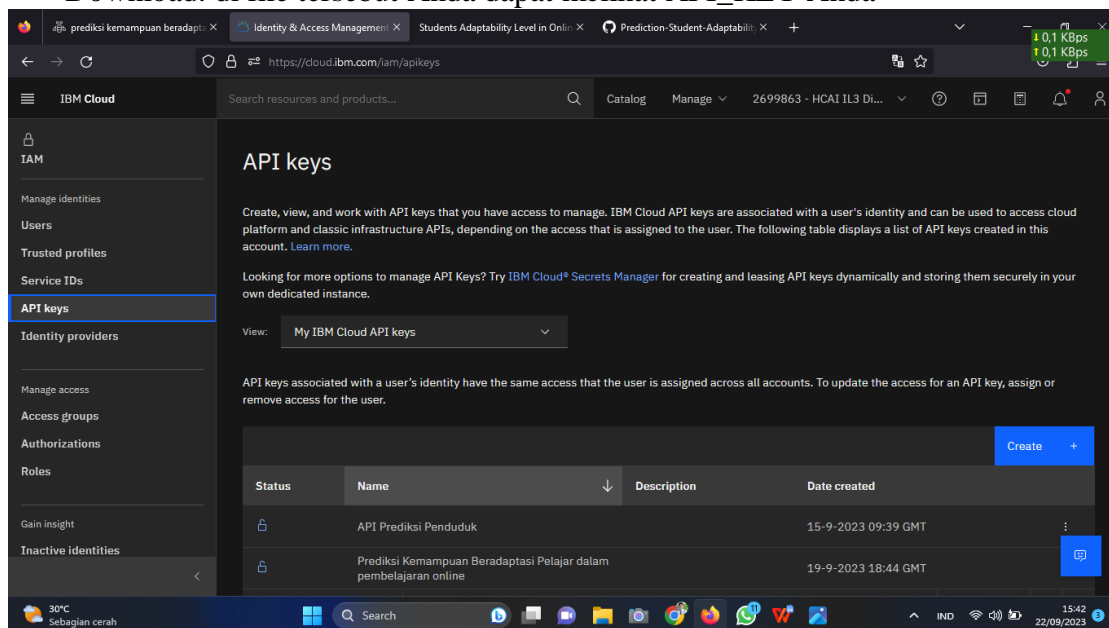 Download. di file tersebut Anda dapat melihat API_KEY Anda
prediksi kemampuan beradapta
Identity & Access Management
Students Adaptability Level in Onlin
Prediction-Student-Adaptability
0,1 KBps
0,1 KBps
https://cloud.ibm.com/iam/apikeys
IBM Cloud
Search resources and products...
Catalog
Manage
2699863 - HCAI IL3 Di...
IAM
Manage identities
Users
Trusted profiles
Service IDs
API keys
Identity providers
Manage access
Access groups
Authorizations
Roles
Gain insight
Inactive identities
API keys
Create, view, and work with API keys that you have access to manage. IBM Cloud API keys are associated with a user's identity and can be used to access cloud
platform and classic infrastructure APIs, depending on the access that is assigned to the user. The following table displays a list of API keys created in this
account. Learn more.
Looking for more options to manage API Keys? Try IBM Cloud® Secrets Manager for creating and leasing API keys dynamically and storing them securely in your
own dedicated instance.
View: My IBM Cloud API keys
API keys associated with a user's identity have the same access that the user is assigned across all accounts. To update the access for an API key, assign or
remove access for the user.
Create +
Status Name Description Date created
API Prediksi Penduduk 15-9-2023 09:39 GMT
Prediksi Kemampuan Beradaptasi Pelajar dalam
pembelajaran online
19-9-2023 18:44 GMT
30°C
Sebagian cerah
Search
IND
15:42
22/09/2023
3